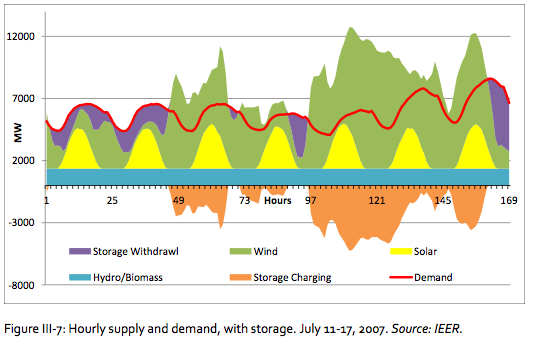 12000
7000
MW
2000
1 25 49 73 Hours 97 121 145 169
-3000
Storage Withdrawl Wind Solar
Hydro/Biomass Storage Charging Demand
-8000
Figure III-7: Hourly supply and demand, with storage. July 11-17, 2007. Source: IEER.